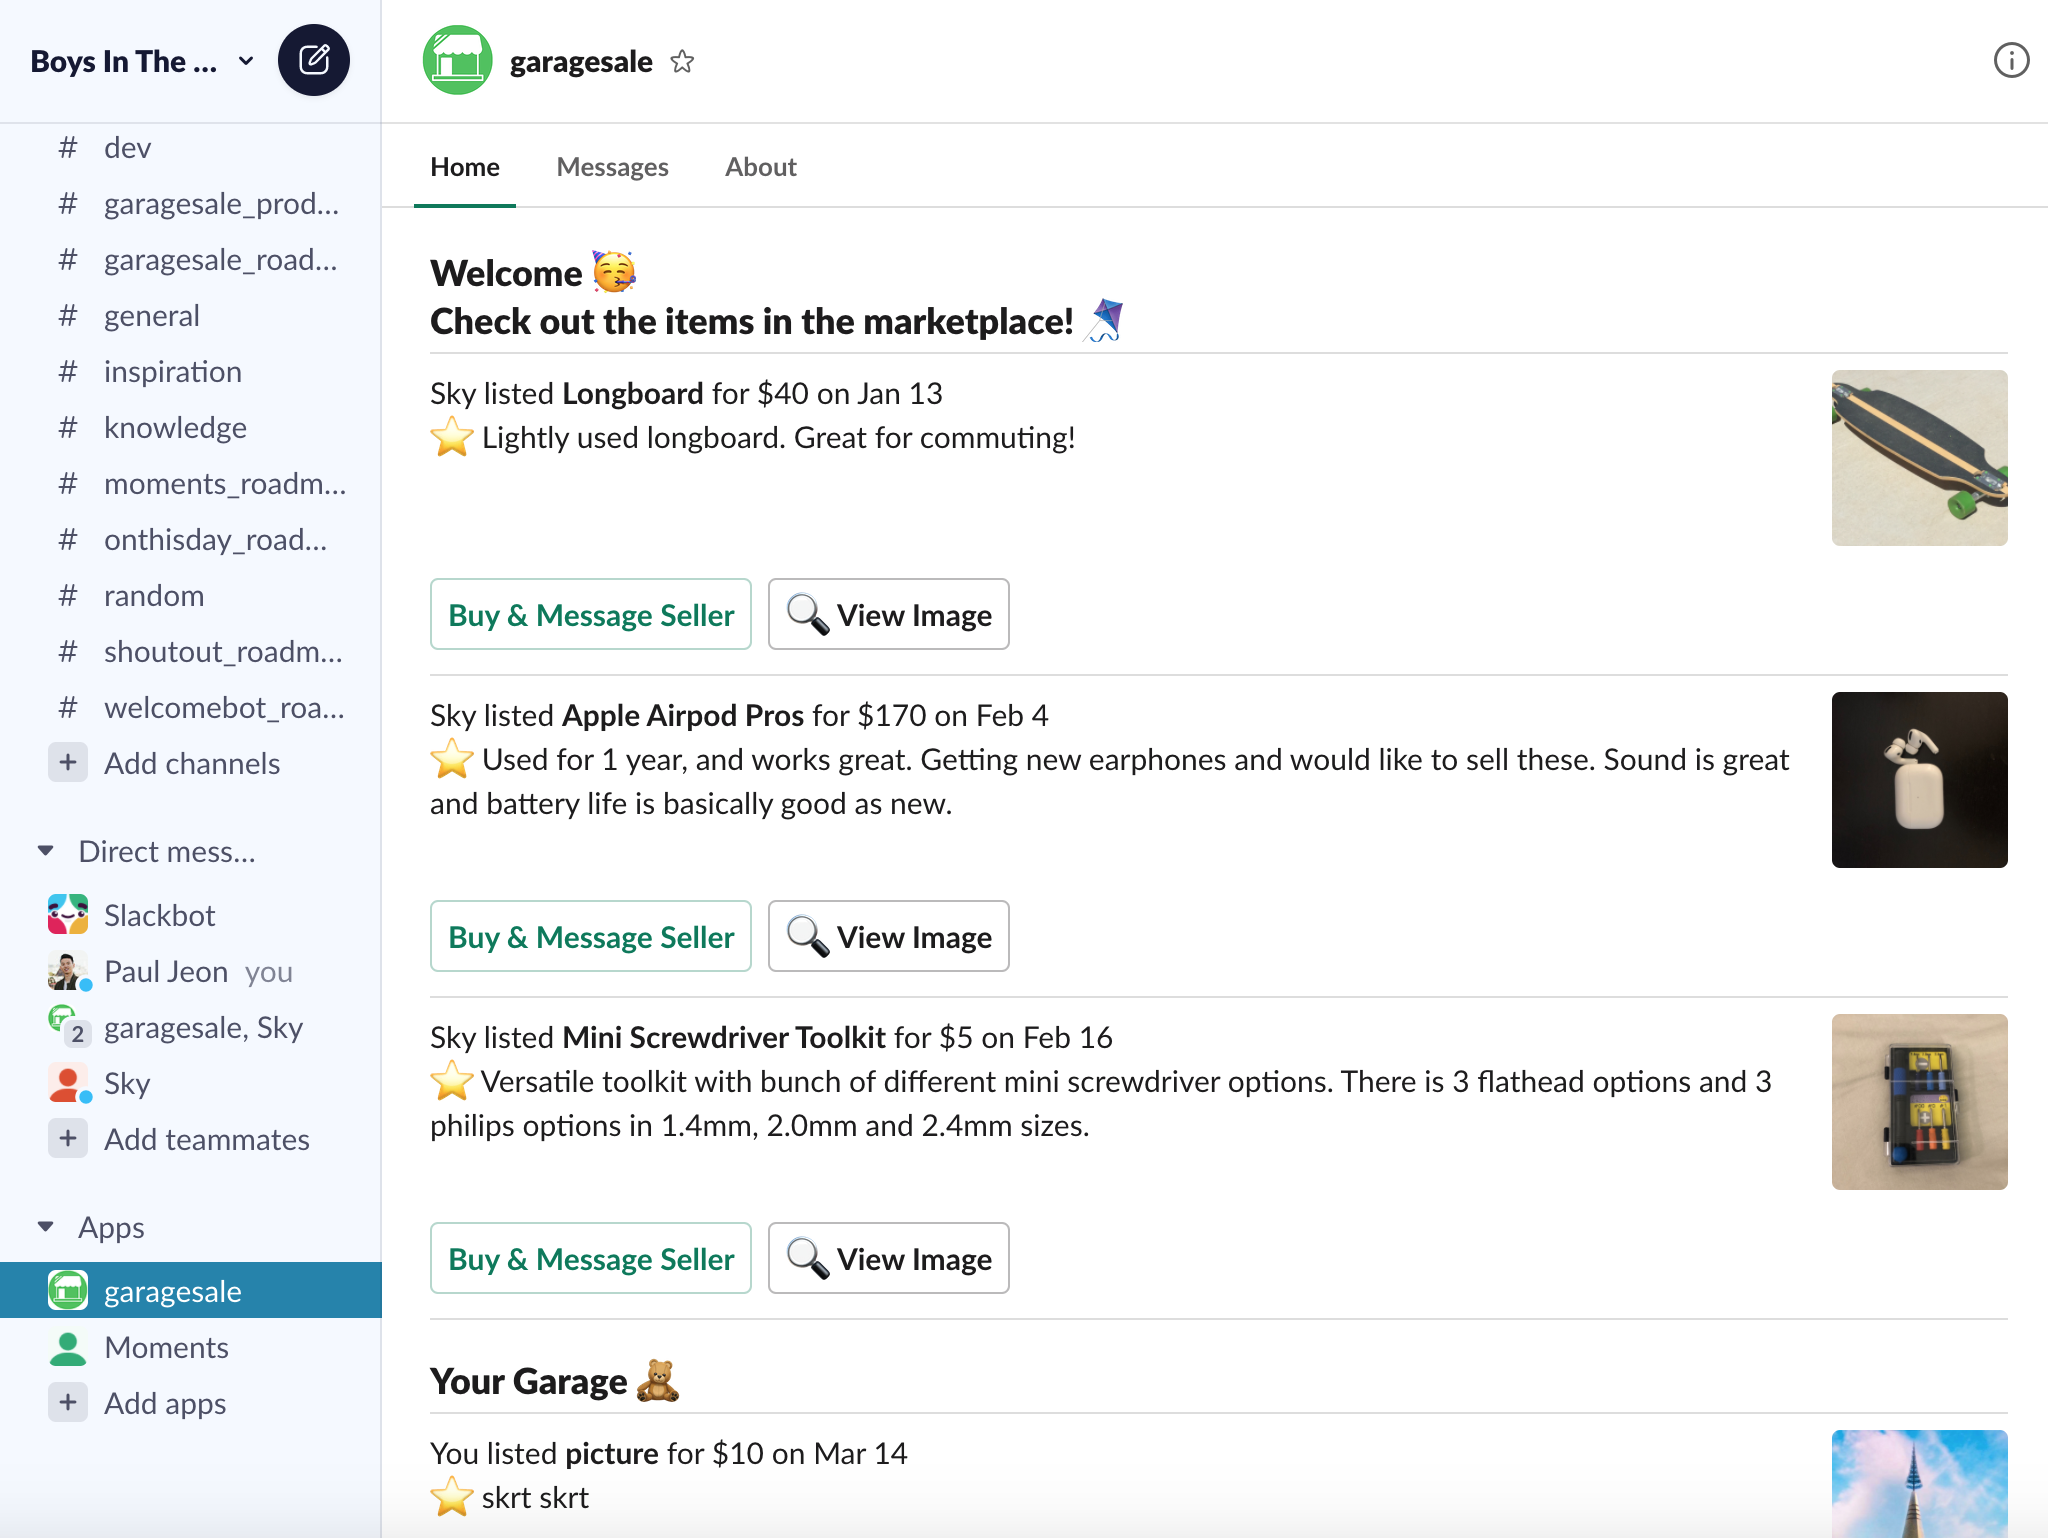 Boys In The ...
# dev
# garagesale_prod...
# garagesale_road...
# general
# inspiration
# knowledge
# moments_roadm...
# onthisday_road...
# random
# shoutout_roadm...
# welcomebot_roa...
+ Add channels
Direct mess...
Slackbot
Paul Jeon you
2 garagesale, Sky
Sky
+ Add teammates
Apps
garagesale
Moments
+ Add apps
garagesale
Home Messages About
Welcome 🥳
Check out the items in the marketplace! 🪁
Sky listed Longboard for $40 on Jan 13
⭐ Lightly used longboard. Great for commuting!
Buy & Message Seller 🔍 View Image
Sky listed Apple Airpod Pros for $170 on Feb 4
⭐ Used for 1 year, and works great. Getting new earphones and would like to sell these. Sound is great
and battery life is basically good as new.
Buy & Message Seller 🔍 View Image
Sky listed Mini Screwdriver Toolkit for $5 on Feb 16
⭐ Versatile toolkit with bunch of different mini screwdriver options. There is 3 flathead options and 3
philips options in 1.4mm, 2.0mm and 2.4mm sizes.
Buy & Message Seller 🔍 View Image
Your Garage 🧸
You listed picture for $10 on Mar 14
⭐ skrt skrt